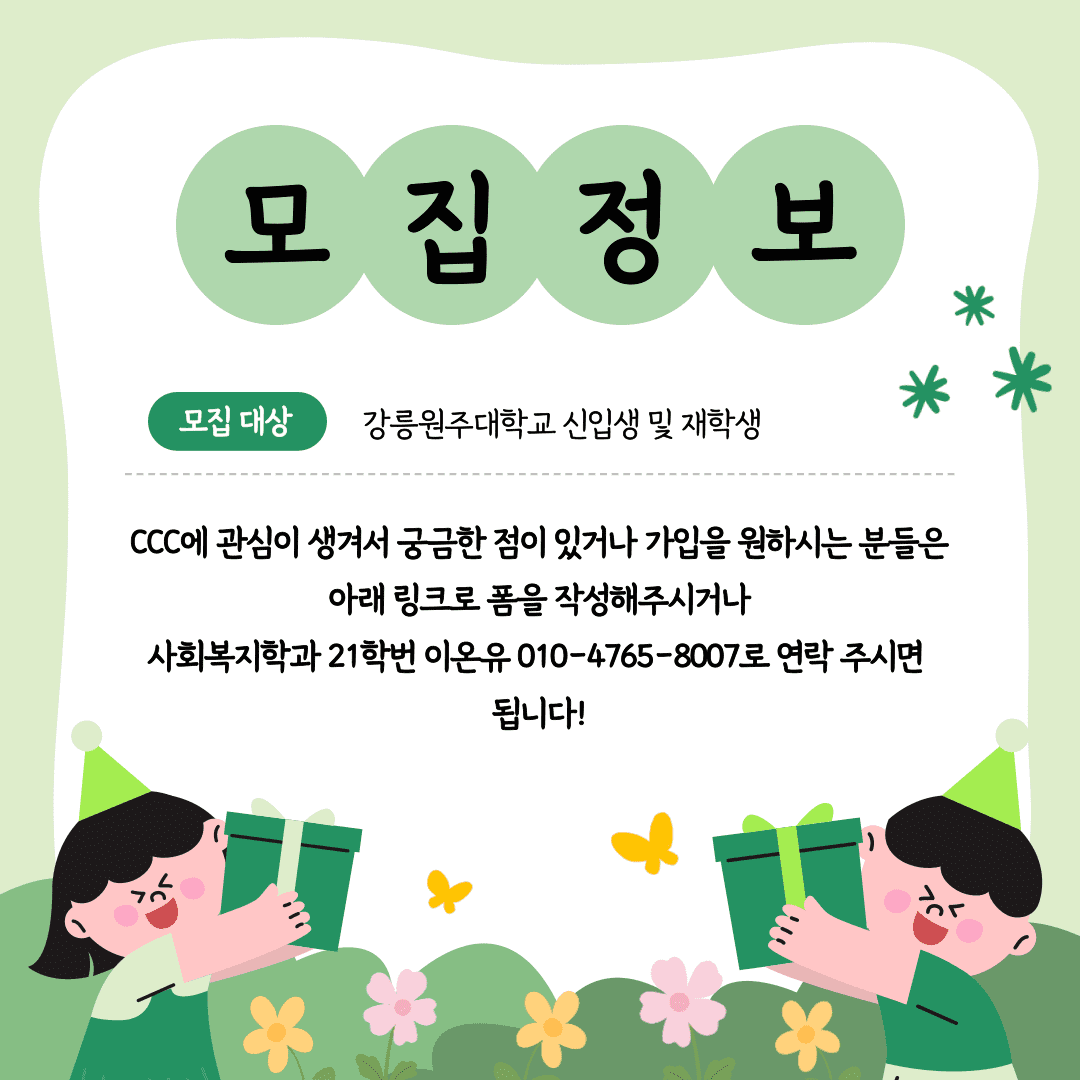 모집정보
모집 대상 강릉원주대학교 신입생 및 재학생
CCC에 관심이 생겨서 궁금한 점이 있거나 가입을 원하시는 분들은
아래 링크로 폼을 작성해주시거나
사회복지학과 21학번 이온유 010-4765-8007로 연락 주시면
됩니다!